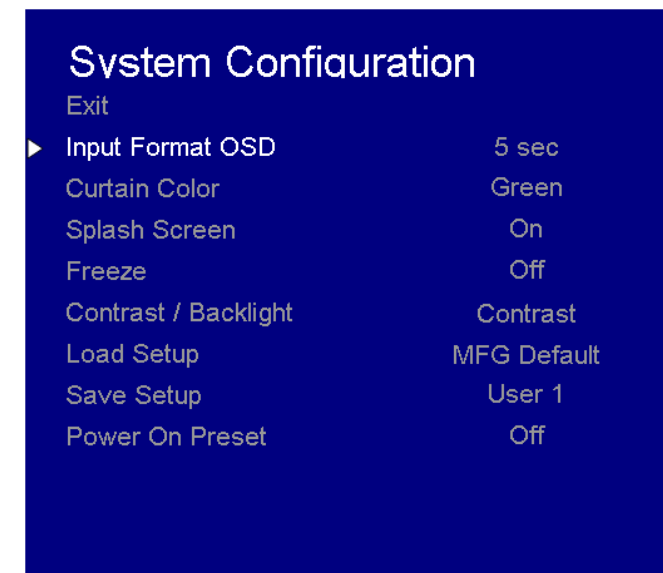 System Configuration
Exit
Input Format OSD 5 sec
Curtain Color Green
Splash Screen On
Freeze Off
Contrast / Backlight Contrast
Load Setup MFG Default
Save Setup User 1
Power On Preset Off